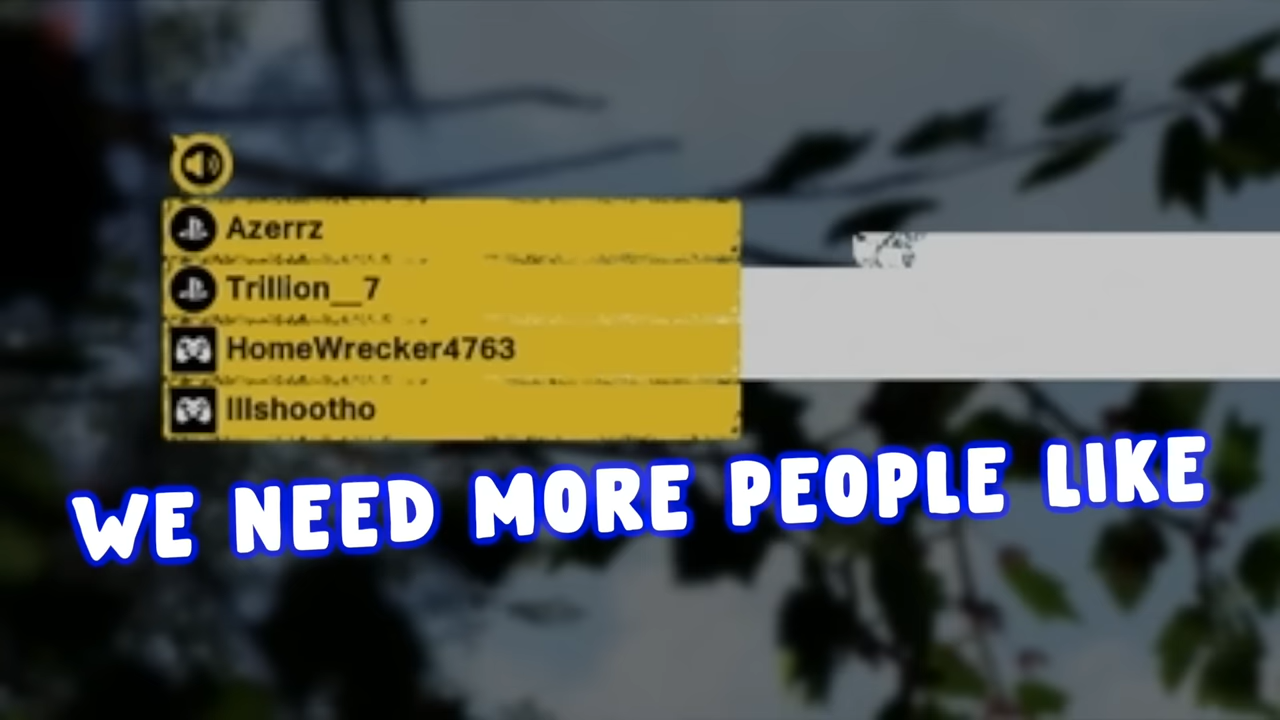 Azerrz
Trillion__7
HomeWrecker4763
Illshootho
WE NEED MORE PEOPLE LIKE